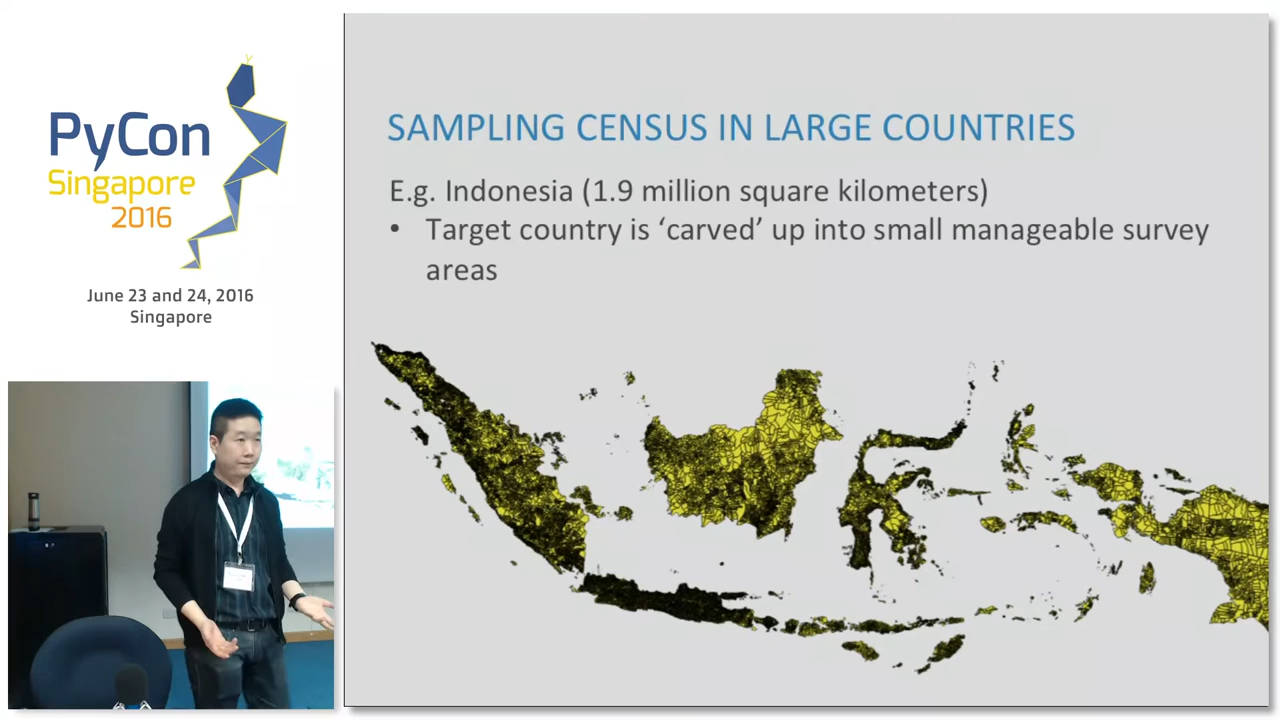 PyCon
Singapore
2016
June 23 and 24, 2016
Singapore
SAMPLING CENSUS IN LARGE COUNTRIES
E.g. Indonesia (1.9 million square kilometers)
• Target country is ‘carved’ up into small manageable survey
areas